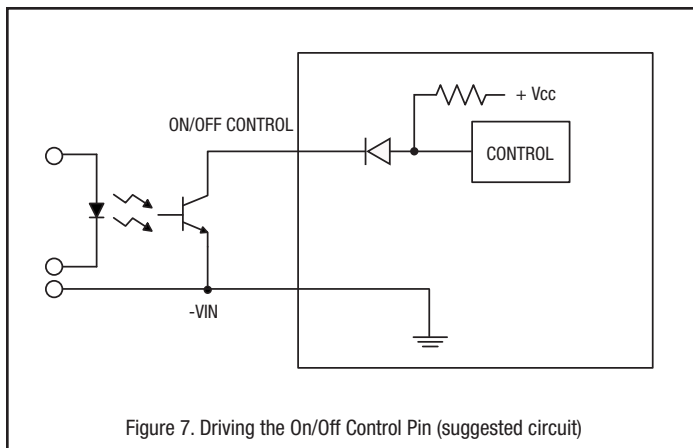 + Vcc
ON/OFF CONTROL
CONTROL
-VIN
Figure 7. Driving the On/Off Control Pin (suggested circuit)